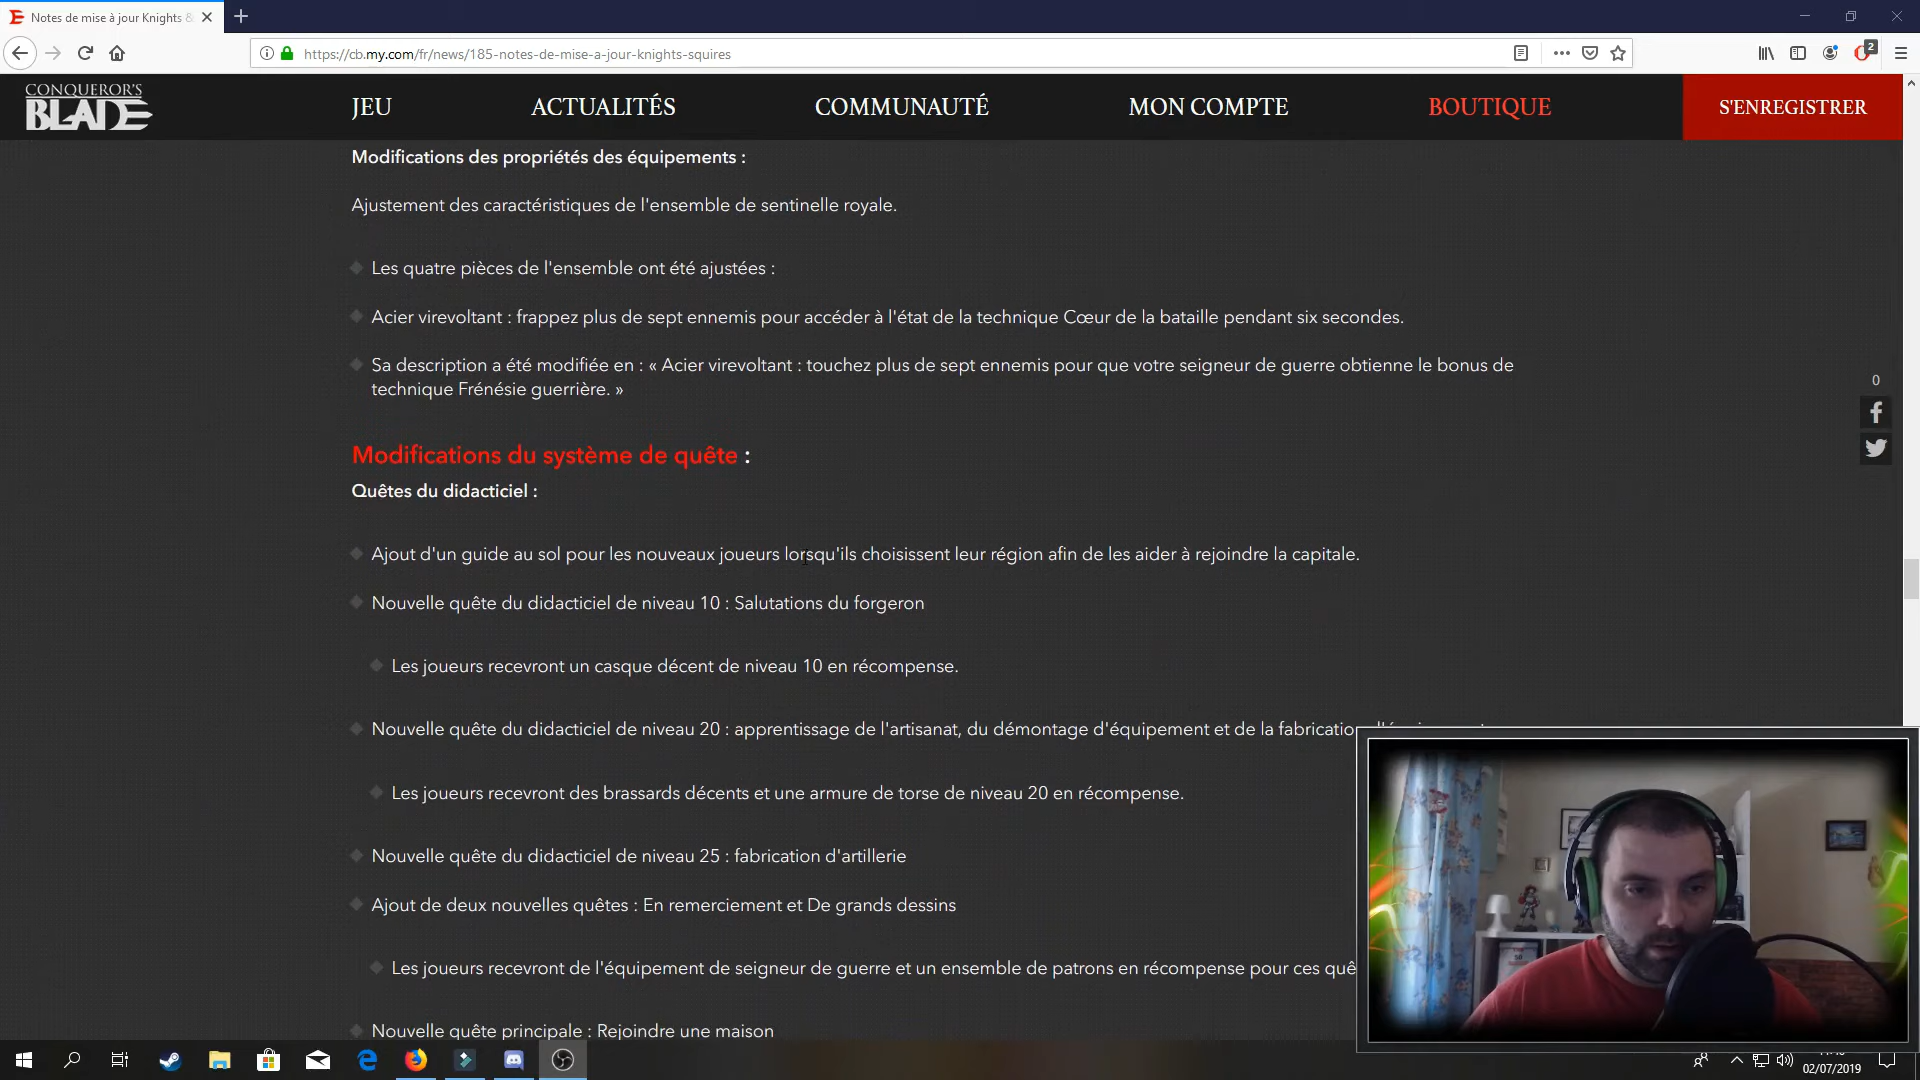 Notes de mise à jour Knights &
https://cb.my.com/fr/news/185-notes-de-mise-a-jour-knights-squires
2
CONQUEROR'S
BLADE
JEU
ACTUALITÉS
COMMUNAUTÉ
MON COMPTE
BOUTIQUE
S'ENREGISTRER
Modifications des propriétés des équipements :
Ajustement des caractéristiques de l'ensemble de sentinelle royale.
Les quatre pièces de l'ensemble ont été ajustées :
Acier virevoltant : frappez plus de sept ennemis pour accéder à l'état de la technique Cœur de la bataille pendant six secondes.
Sa description a été modifiée en : « Acier virevoltant : touchez plus de sept ennemis pour que votre seigneur de guerre obtienne le bonus de
technique Frénésie guerrière. »
0
Modifications du système de quête :
Quêtes du didacticiel :
Ajout d'un guide au sol pour les nouveaux joueurs lorsqu'ils choisissent leur région afin de les aider à rejoindre la capitale.
Nouvelle quête du didacticiel de niveau 10 : Salutations du forgeron
Les joueurs recevront un casque décent de niveau 10 en récompense.
Nouvelle quête du didacticiel de niveau 20 : apprentissage de l'artisanat, du démontage d'équipement et de la fabrication
Les joueurs recevront des brassards décents et une armure de torse de niveau 20 en récompense.
Nouvelle quête du didacticiel de niveau 25 : fabrication d'artillerie
Ajout de deux nouvelles quêtes : En remerciement et De grands dessins
Les joueurs recevront de l'équipement de seigneur de guerre et un ensemble de patrons en récompense pour ces quê
Nouvelle quête principale : Rejoindre une maison
02/07/2019